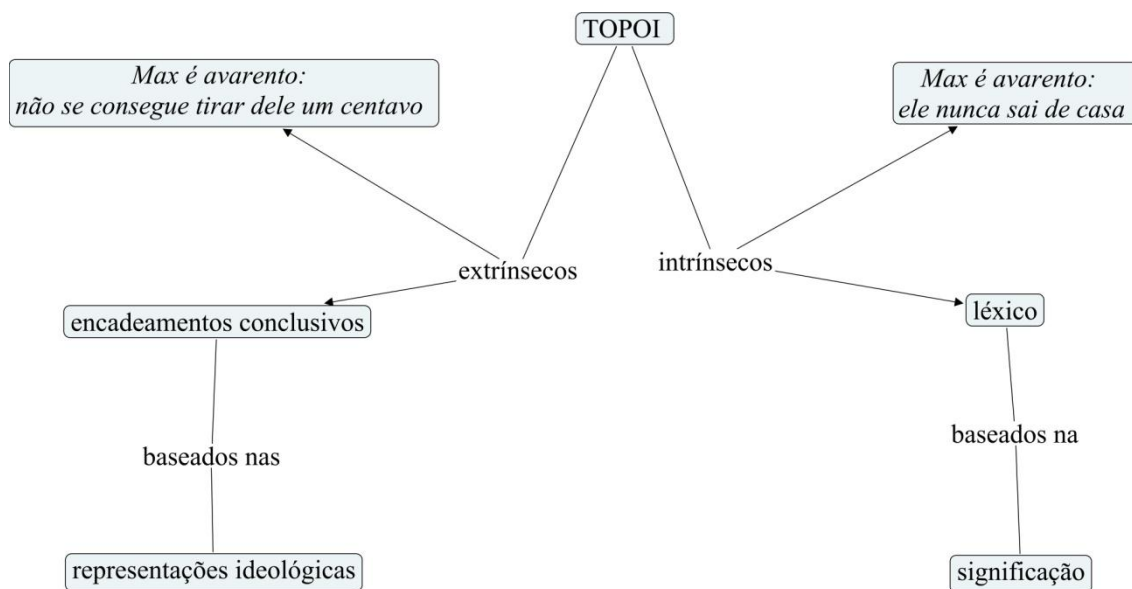 TOPOI
Max é avarento:
não se consegue tirar dele um centavo
Max é avarento:
ele nunca sai de casa
extrínsecos
intrínsecos
encadeamentos conclusivos
léxico
baseados nas
baseados na
representações ideológicas
significação